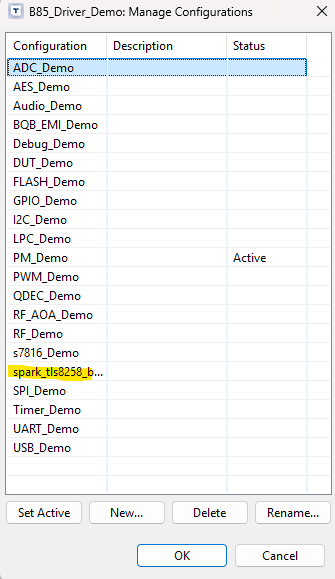 B85_Driver_Demo: Manage Configurations
Configuration Description Status
ADC_Demo
AES_Demo
Audio_Demo
BQB_EMI_Demo
Debug_Demo
DUT_Demo
FLASH_Demo
GPIO_Demo
I2C_Demo
LPC_Demo
PM_Demo Active
PWM_Demo
QDEC_Demo
RF_AOA_Demo
RF_Demo
s7816_Demo
spark_tls8258_b...
SPI_Demo
Timer_Demo
UART_Demo
USB_Demo
Set Active New... Delete Rename...
OK Cancel